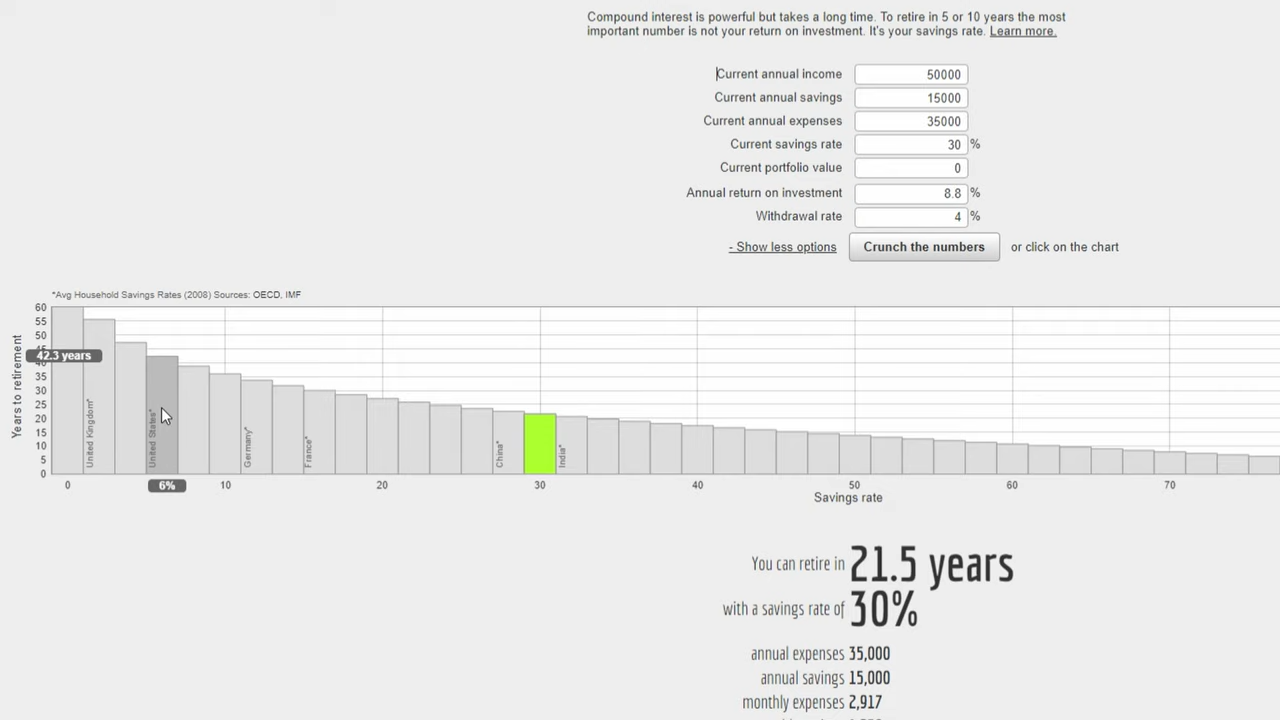 Compound interest is powerful but takes a long time. To retire in 5 or 10 years the most
important number is not your return on investment. It's your savings rate. Learn more.
Current annual income 50000
Current annual savings 15000
Current annual expenses 35000
Current savings rate 30 %
Current portfolio value 0
Annual return on investment 8.8 %
Withdrawal rate 4 %
- Show less options Crunch the numbers or click on the chart
*Avg Household Savings Rates (2008) Sources: OECD, IMF
60
55
50
42.3 years
35
30
25
20
15
10
5
0
Years to retirement
United Kingdom*
United States*
Germany*
France*
China*
India*
0 6% 10 20 30 40 50 60 70
Savings rate
You can retire in 21.5 years
with a savings rate of 30%
annual expenses 35,000
annual savings 15,000
monthly expenses 2,917